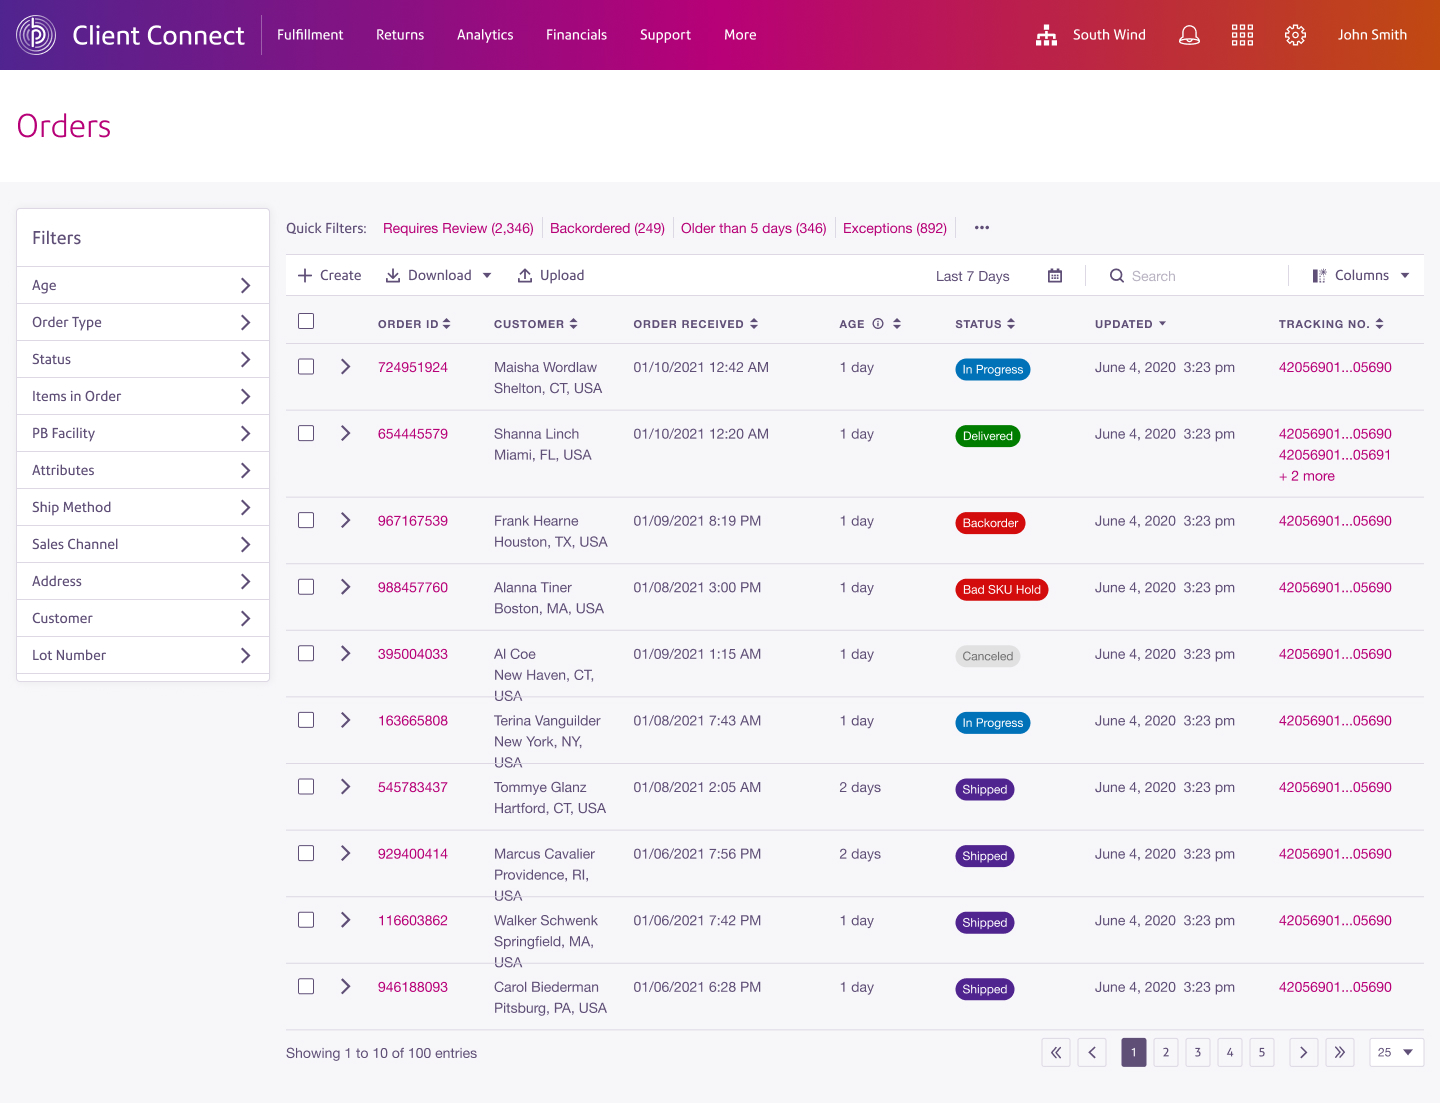 Client Connect Fulfillment Returns Analytics Financials Support More South Wind John Smith
Orders
Filters
Age
Order Type
Status
Items in Order
PB Facility
Attributes
Ship Method
Sales Channel
Address
Customer
Lot Number
Quick Filters: Requires Review (2,346) Backordered (249) Older than 5 days (346) Exceptions (892) •••
Create Download Upload Last 7 Days Search Columns
ORDER ID CUSTOMER ORDER RECEIVED AGE STATUS UPDATED TRACKING NO.
724951924 Maisha Wordlaw 01/10/2021 12:42 AM 1 day In Progress June 4, 2020 3:23 pm 42056901...05690
Shelton, CT, USA
654445579 Shanna Linch 01/10/2021 12:20 AM 1 day Delivered June 4, 2020 3:23 pm 42056901...05690
Miami, FL, USA 42056901...05691
+ 2 more
967167539 Frank Hearne 01/09/2021 8:19 PM 1 day Backorder June 4, 2020 3:23 pm 42056901...05690
Houston, TX, USA
988457760 Alanna Tiner 01/08/2021 3:00 PM 1 day Bad SKU Hold June 4, 2020 3:23 pm 42056901...05690
Boston, MA, USA
395004033 Al Coe 01/09/2021 1:15 AM 1 day Canceled June 4, 2020 3:23 pm 42056901...05690
New Haven, CT,
USA
163665808 Terina Vanguilder 01/08/2021 7:43 AM 1 day In Progress June 4, 2020 3:23 pm 42056901...05690
New York, NY,
USA
545783437 Tommye Glanz 01/08/2021 2:05 AM 2 days Shipped June 4, 2020 3:23 pm 42056901...05690
Hartford, CT, USA
929400414 Marcus Cavalier 01/06/2021 7:56 PM 2 days Shipped June 4, 2020 3:23 pm 42056901...05690
Providence, RI,
USA
116603862 Walker Schwenk 01/06/2021 7:42 PM 1 day Shipped June 4, 2020 3:23 pm 42056901...05690
Springfield, MA,
USA
946188093 Carol Biederman 01/06/2021 6:28 PM 1 day Shipped June 4, 2020 3:23 pm 42056901...05690
Pitsburg, PA, USA
Showing 1 to 10 of 100 entries 1 2 3 4 5 25